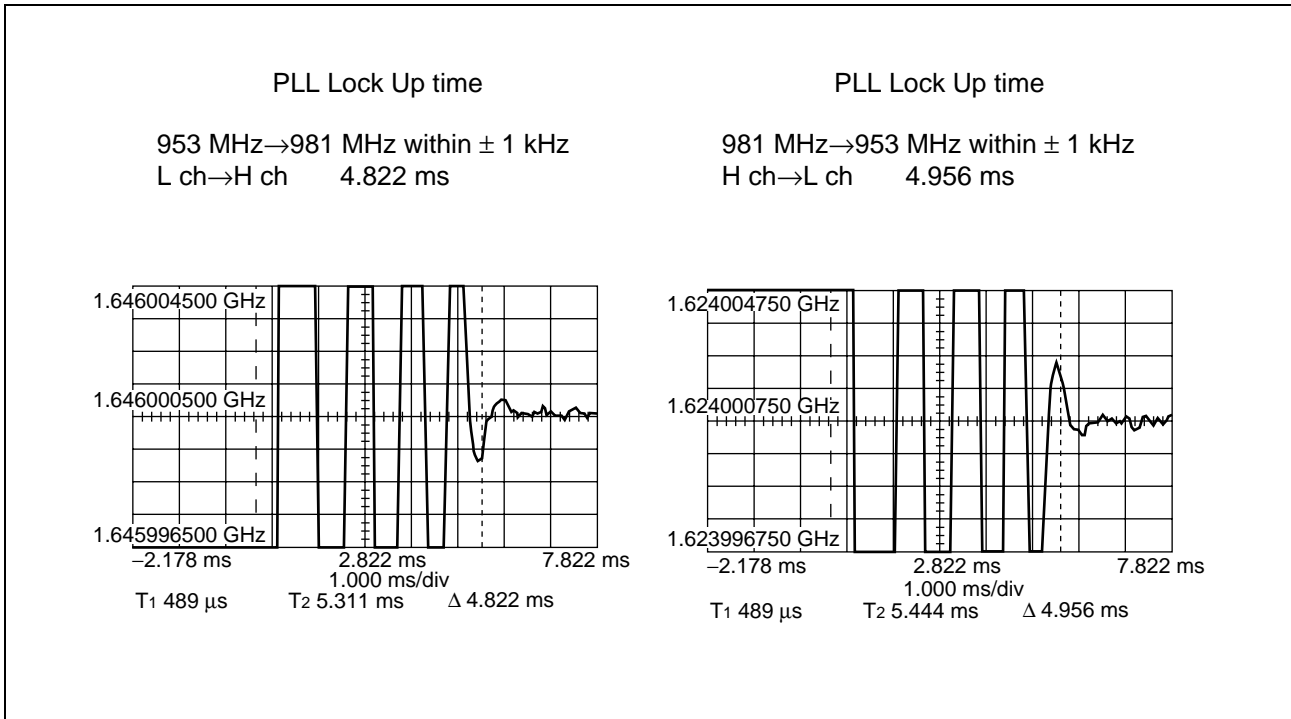 PLL Lock Up time
953 MHz→981 MHz within ± 1 kHz
L ch→H ch 4.822 ms
1.646004500 GHz
1.646000500 GHz
1.645996500 GHz
−2.178 ms 2.822 ms 7.822 ms
1.000 ms/div
T1 489 μs T2 5.311 ms Δ 4.822 ms
PLL Lock Up time
981 MHz→953 MHz within ± 1 kHz
H ch→L ch 4.956 ms
1.624004750 GHz
1.624000750 GHz
1.623996750 GHz
−2.178 ms 2.822 ms 7.822 ms
1.000 ms/div
T1 489 μs T2 5.444 ms Δ 4.956 ms